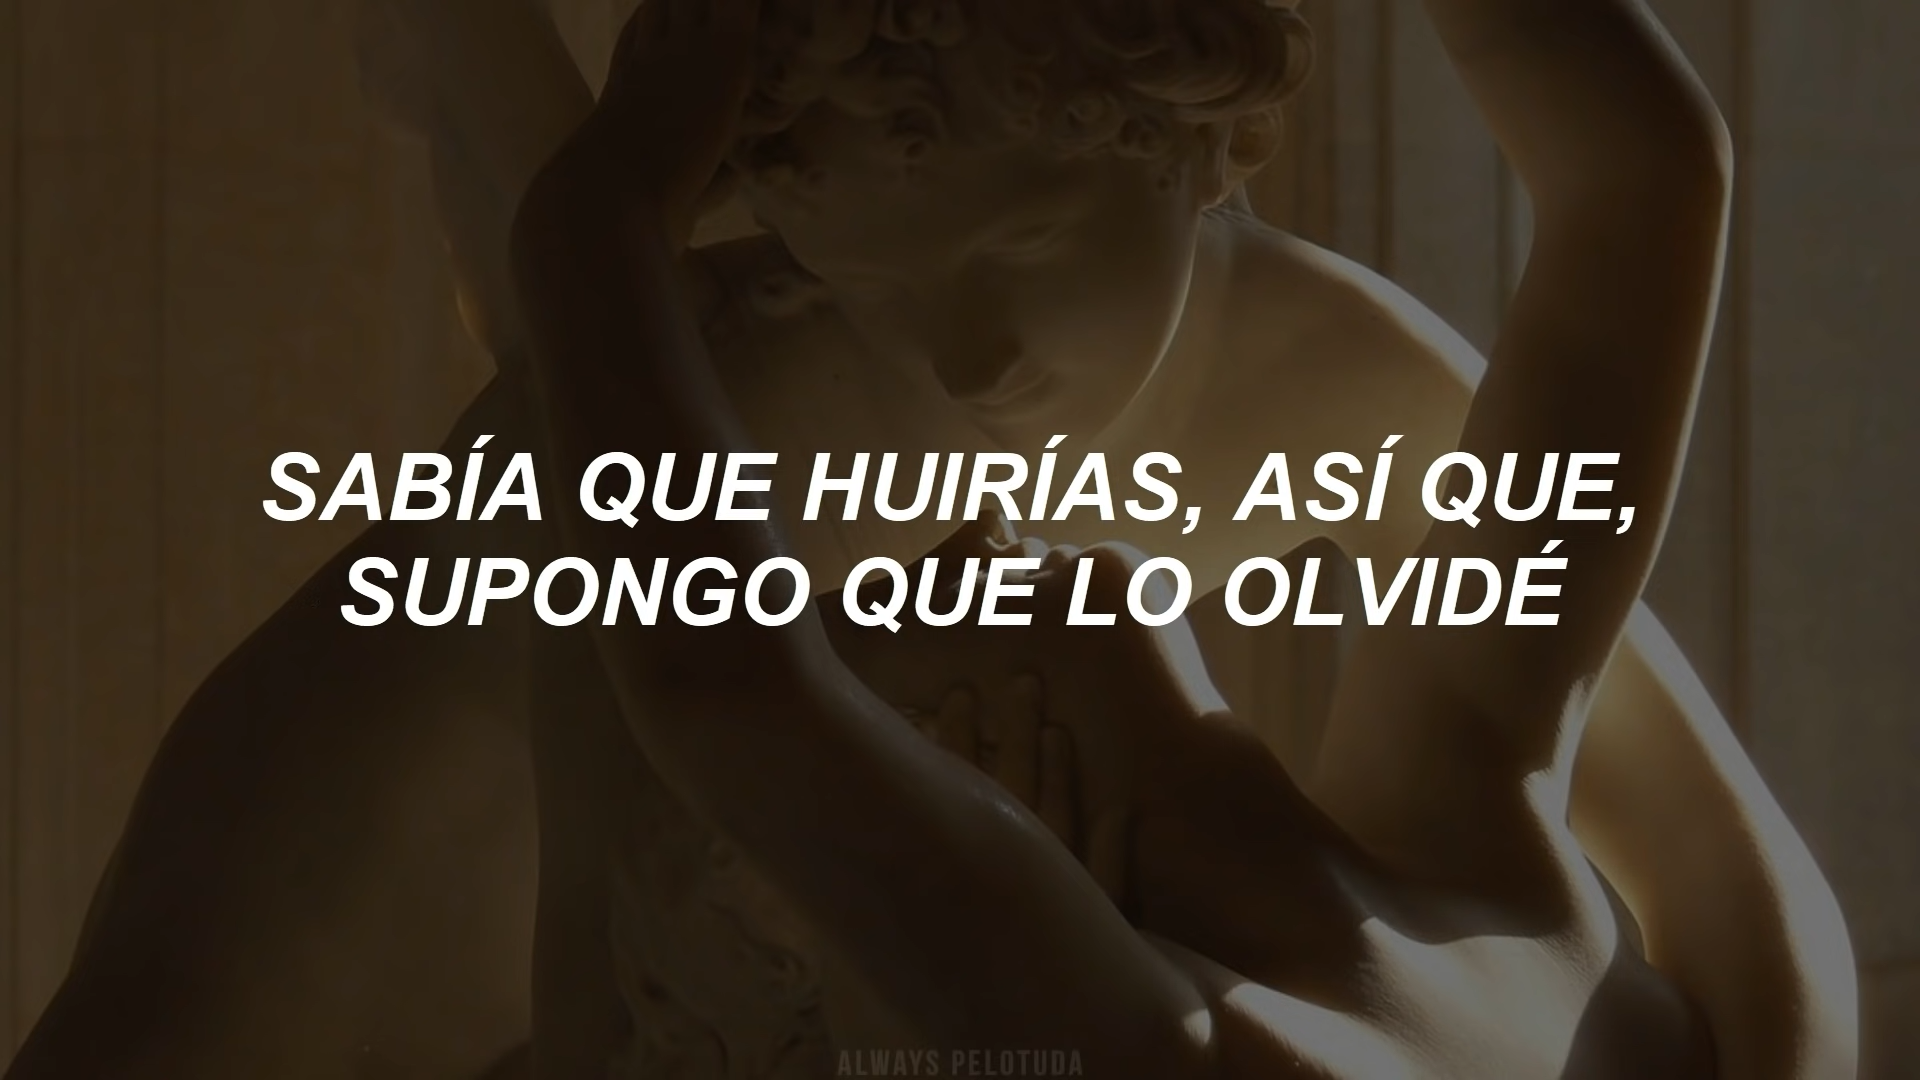 SABÍA QUE HUIRÍAS, ASÍ QUE,
SUPONGO QUE LO OLVIDÉ
ALWAYS PELOTUDA